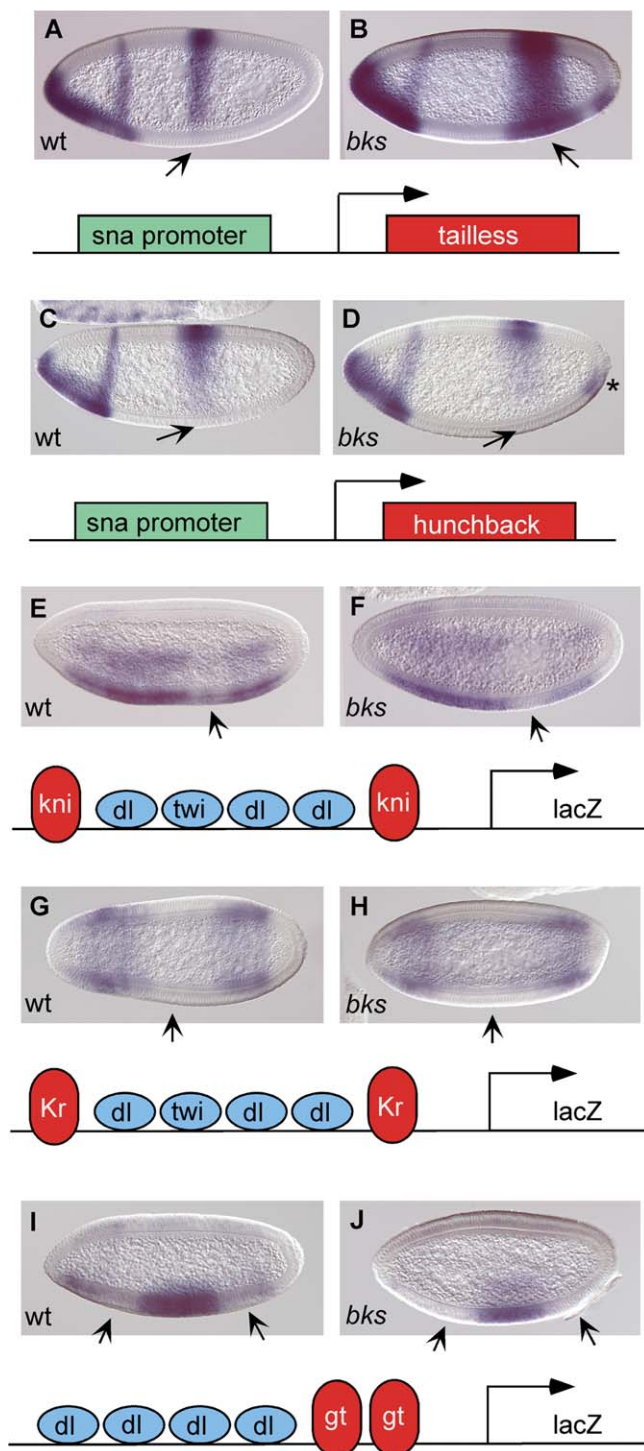 A B
wt bks
sna promoter tailless
C D
wt bks *
sna promoter hunchback
E F
wt bks
kni dl twi dl dl kni lacZ
G H
wt bks
Kr dl twi dl dl Kr lacZ
I J
wt bks
dl dl dl dl gt gt lacZ